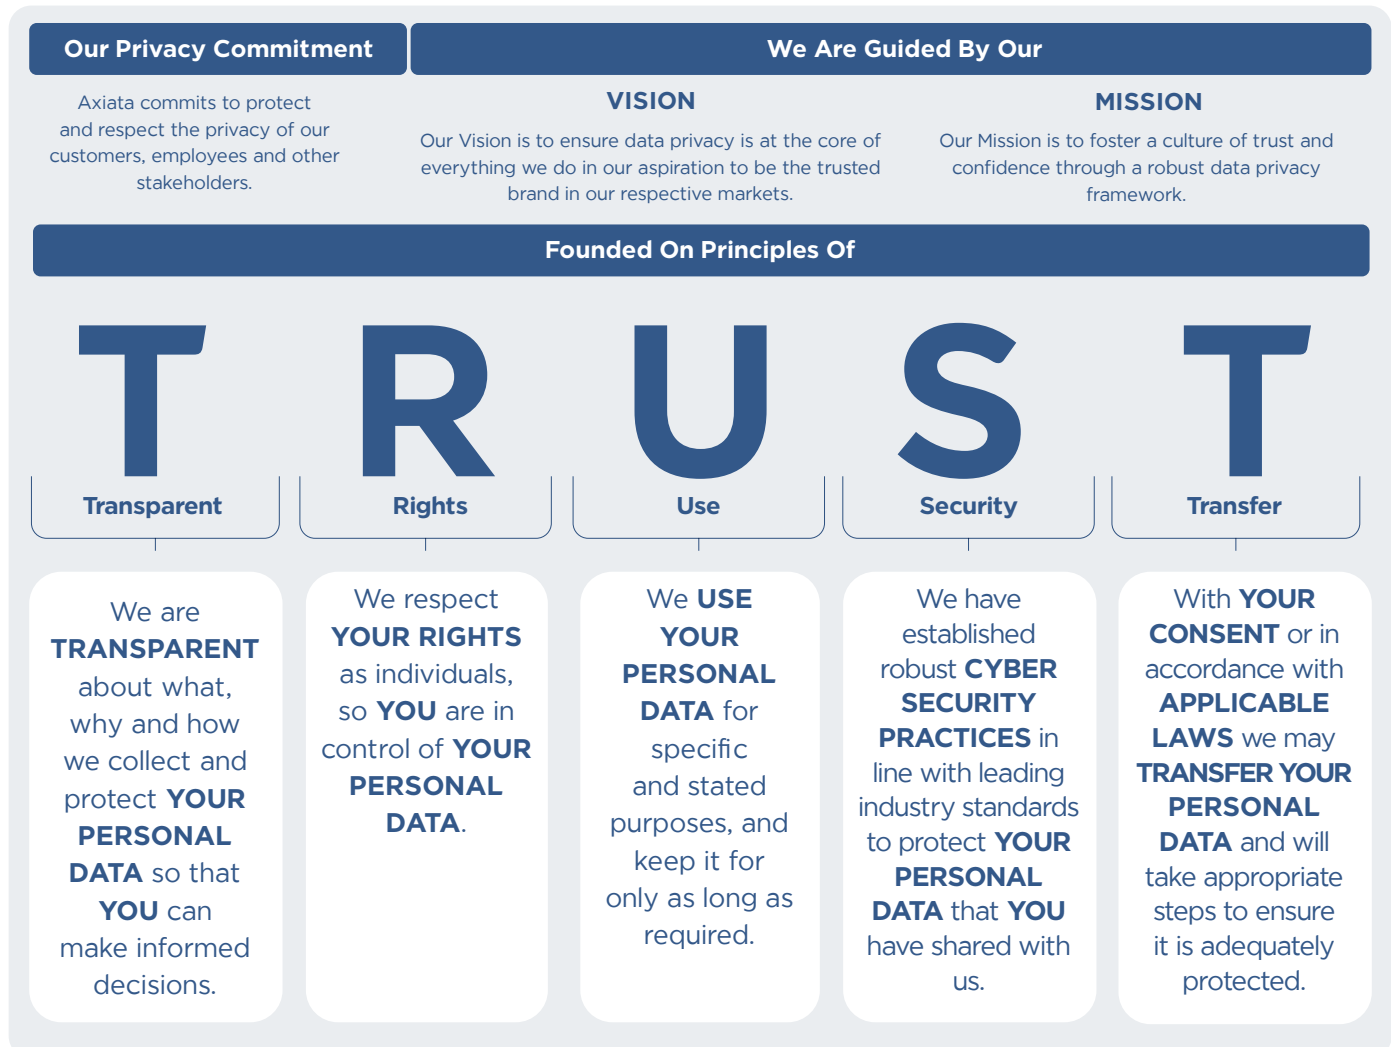 Our Privacy Commitment
We Are Guided By Our
Axiata commits to protect
and respect the privacy of our
customers, employees and other
stakeholders.
VISION
Our Vision is to ensure data privacy is at the core of
everything we do in our aspiration to be the trusted
brand in our respective markets.
MISSION
Our Mission is to foster a culture of trust and
confidence through a robust data privacy
framework.
Founded On Principles Of
T R U S T
Transparent
Rights
Use
Security
Transfer
We are
TRANSPARENT
about what,
why and how
we collect and
protect YOUR
PERSONAL
DATA so that
YOU can
make informed
decisions.
We respect
YOUR RIGHTS
as individuals,
so YOU are in
control of YOUR
PERSONAL
DATA.
We USE
YOUR
PERSONAL
DATA for
specific
and stated
purposes, and
keep it for
only as long as
required.
We have
established
robust CYBER
SECURITY
PRACTICES in
line with leading
industry standards
to protect YOUR
PERSONAL
DATA that YOU
have shared with
us.
With YOUR
CONSENT or in
accordance with
APPLICABLE
LAWS we may
TRANSFER YOUR
PERSONAL
DATA and will
take appropriate
steps to ensure
it is adequately
protected.